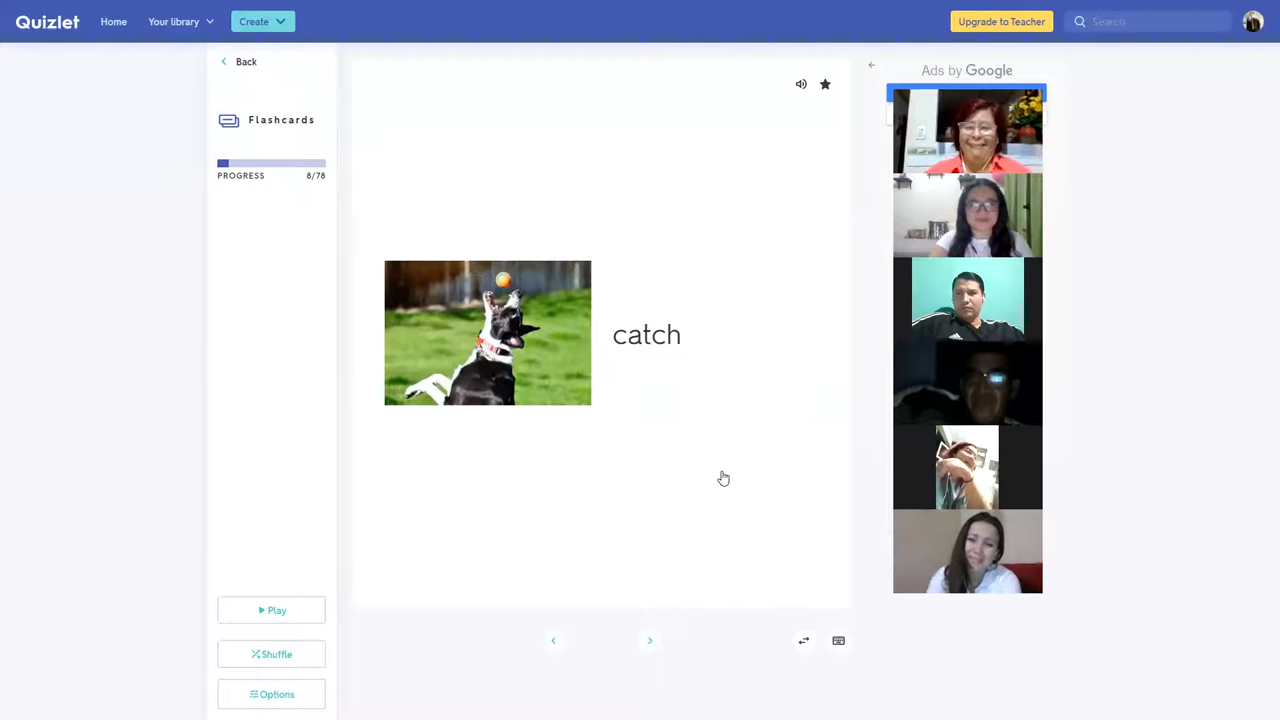 Quizlet
Home
Your library
Create
Upgrade to Teacher
Search
Back
Flashcards
PROGRESS 8/78
catch
Ads by Google
Play
Shuffle
Options